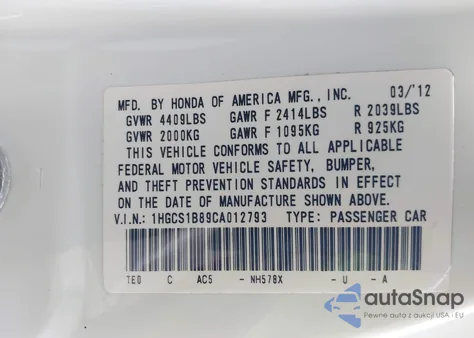 MFD. BY HONDA OF AMERICA MFG., INC. 03/'12
GVWR 4409LBS GAWR F 2414LBS R 2039LBS
GVWR 2000KG GAWR F 1095KG R 925KG
THIS VEHICLE CONFORMS TO ALL APPLICABLE
FEDERAL MOTOR VEHICLE SAFETY, BUMPER,
AND THEFT PREVENTION STANDARDS IN EFFECT
ON THE DATE OF MANUFACTURE SHOWN ABOVE.
V.I.N.: 1HGCS1B89CA012793 TYPE: PASSENGER CAR
TE0 C AC5 - NH578X - U - A
autoSnap
Pewne auta z aukcji USA i EU